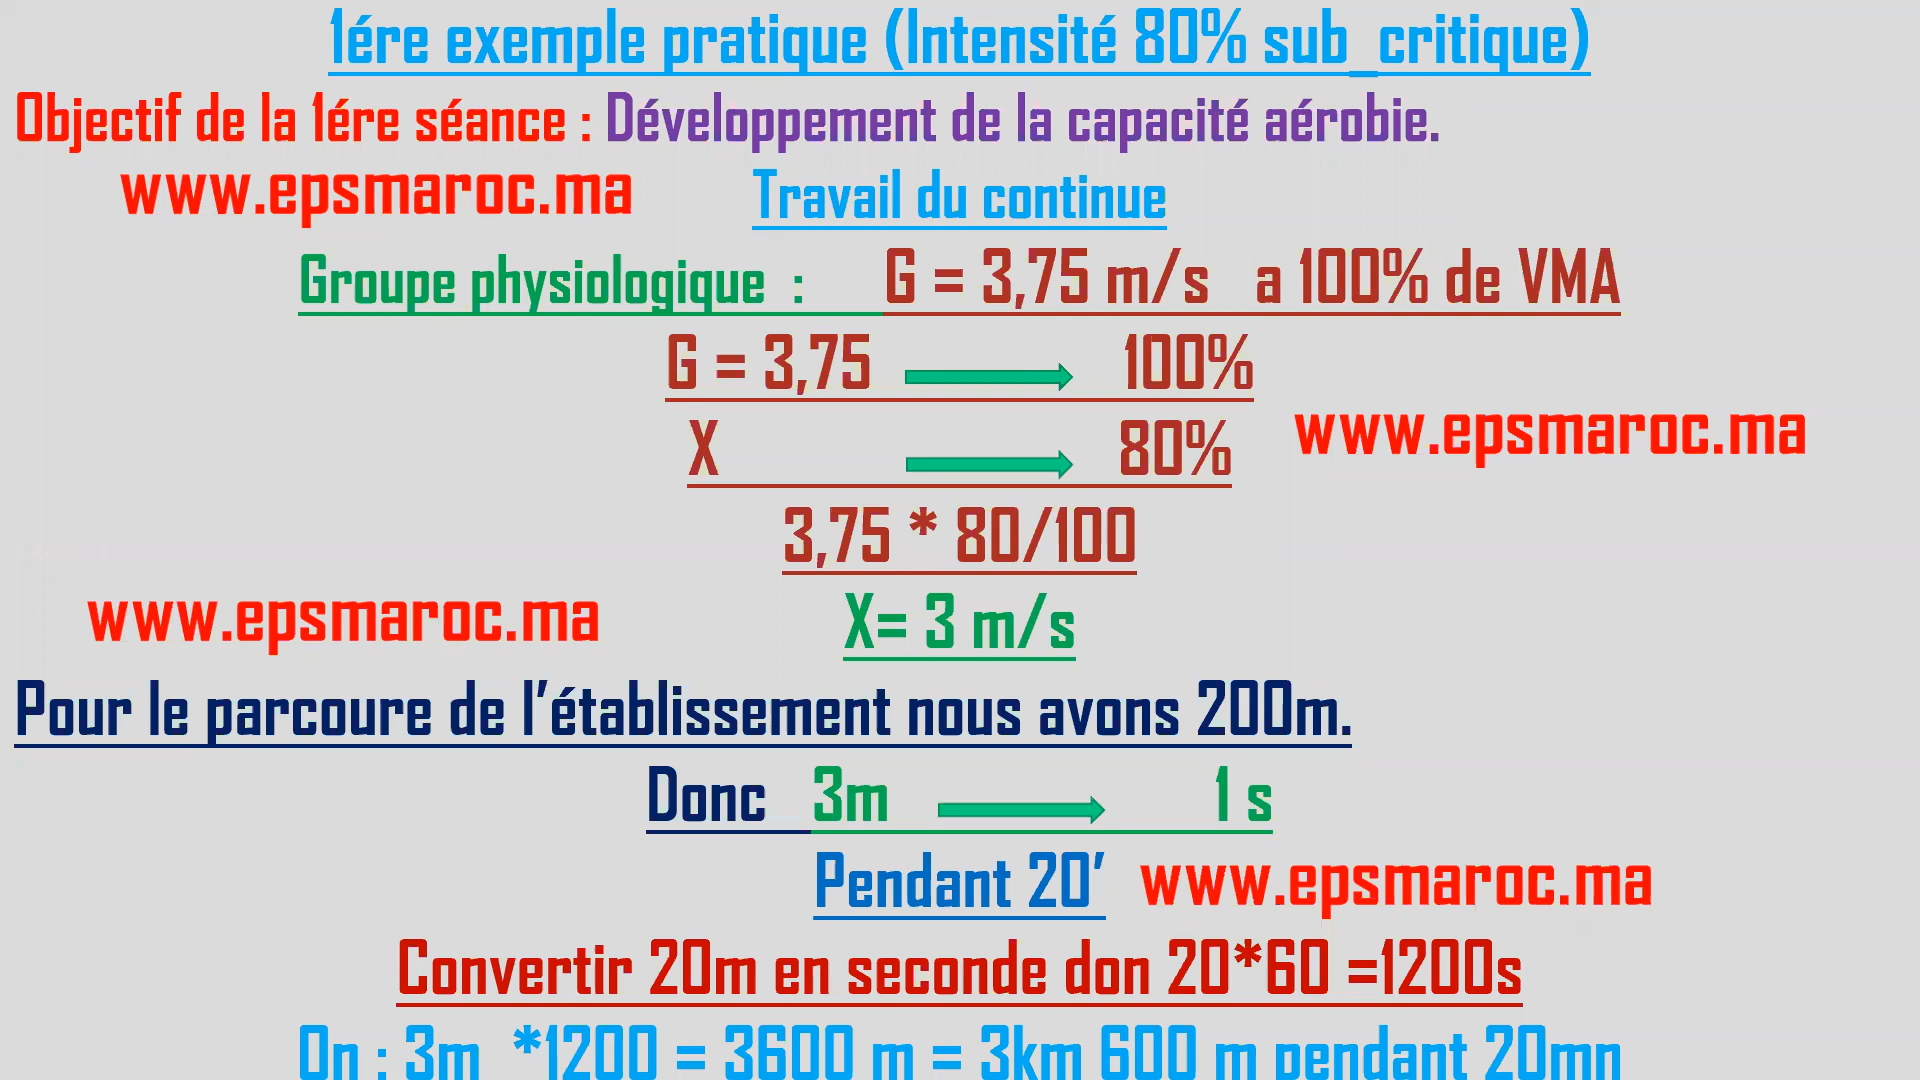 1ére exemple pratique (Intensité 80% sub_critique)
Objectif de la 1ére séance : Développement de la capacité aérobie.
www.epsmaroc.ma
Travail du continue
Groupe physiologique : G = 3,75 m/s a 100% de VMA
G = 3,75 100%
X 80%
www.epsmaroc.ma
3,75 * 80/100
www.epsmaroc.ma
X= 3 m/s
Pour le parcoure de l’établissement nous avons 200m.
Donc 3m 1 s
Pendant 20’
www.epsmaroc.ma
Convertir 20m en seconde don 20*60 =1200s
On : 3m *1200 = 3600 m = 3km 600 m pendant 20mn